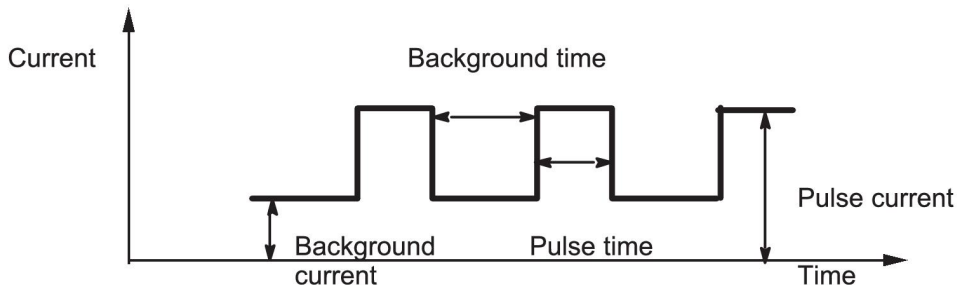 Current
Background time
Pulse current
Background
current
Pulse time
Time